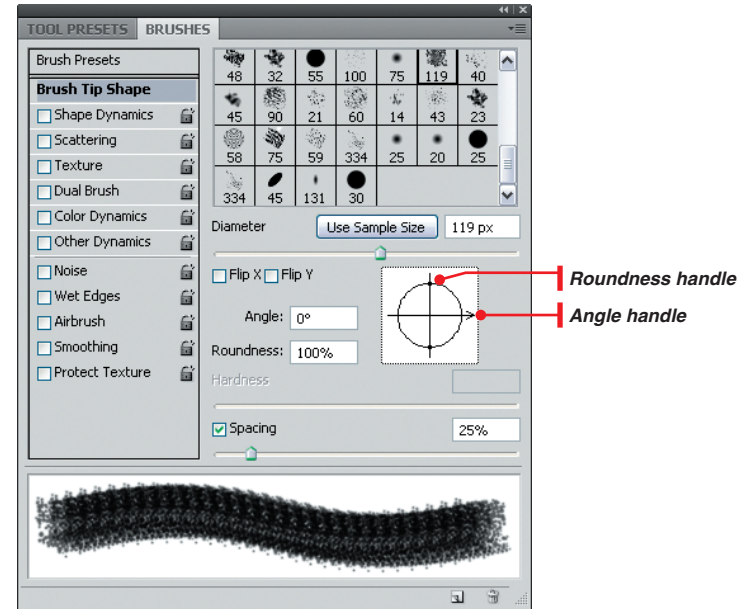 TOOL PRESETS BRUSHES
Brush Presets
Brush Tip Shape
Shape Dynamics
Scattering
Texture
Dual Brush
Color Dynamics
Other Dynamics
Noise
Wet Edges
Airbrush
Smoothing
Protect Texture
48 32 55 100 75 119 40
45 90 21 60 14 43 23
58 75 59 334 25 20 25
334 45 131 30
Diameter Use Sample Size 119 px
Flip X Flip Y
Angle: 0°
Roundness: 100%
Hardness
Spacing 25%
Roundness handle
Angle handle